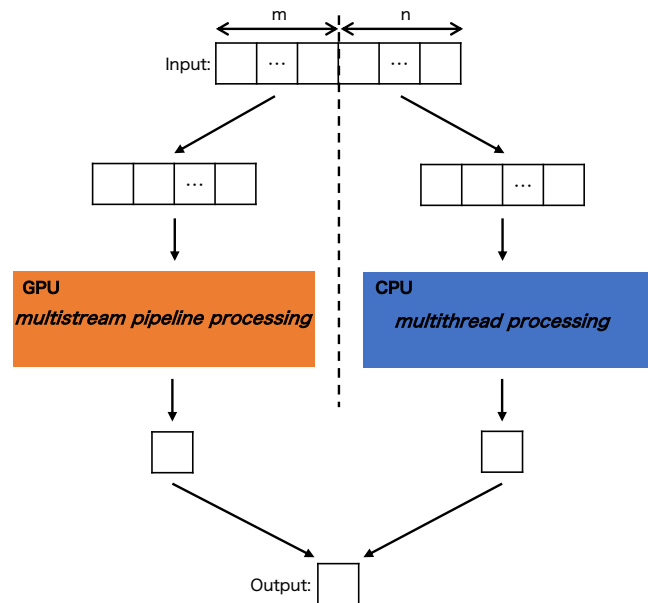 m n
Input: … …
… …
GPU
multistream pipeline processing
CPU
multithread processing
Output: